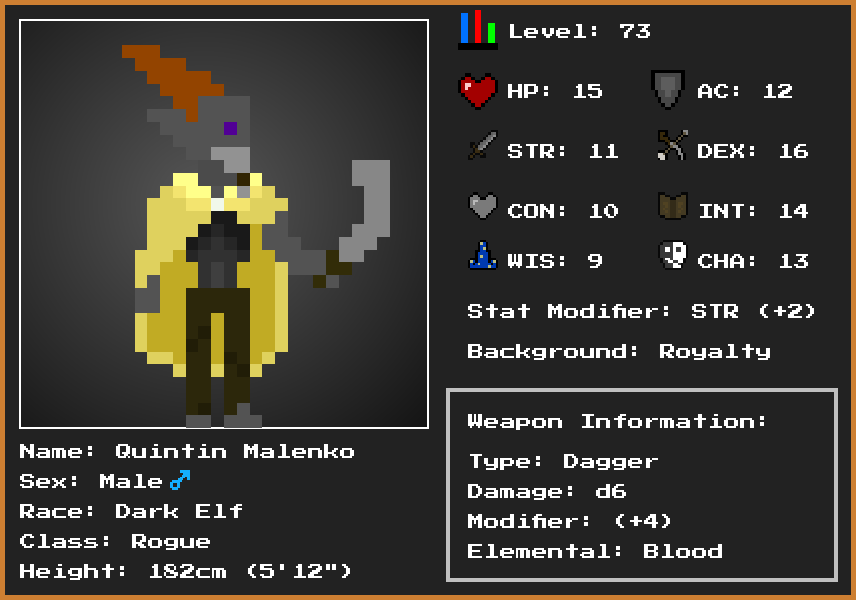 Level: 73
HP: 15 AC: 12
STR: 11 DEX: 16
CON: 10 INT: 14
WIS: 9 CHA: 13
Stat Modifier: STR (+2)
Background: Royalty
Weapon Information:
Type: Dagger
Damage: d6
Modifier: (+4)
Elemental: Blood
Name: Quintin Malenko
Sex: Male ♂
Race: Dark Elf
Class: Rogue
Height: 182cm (5'12")